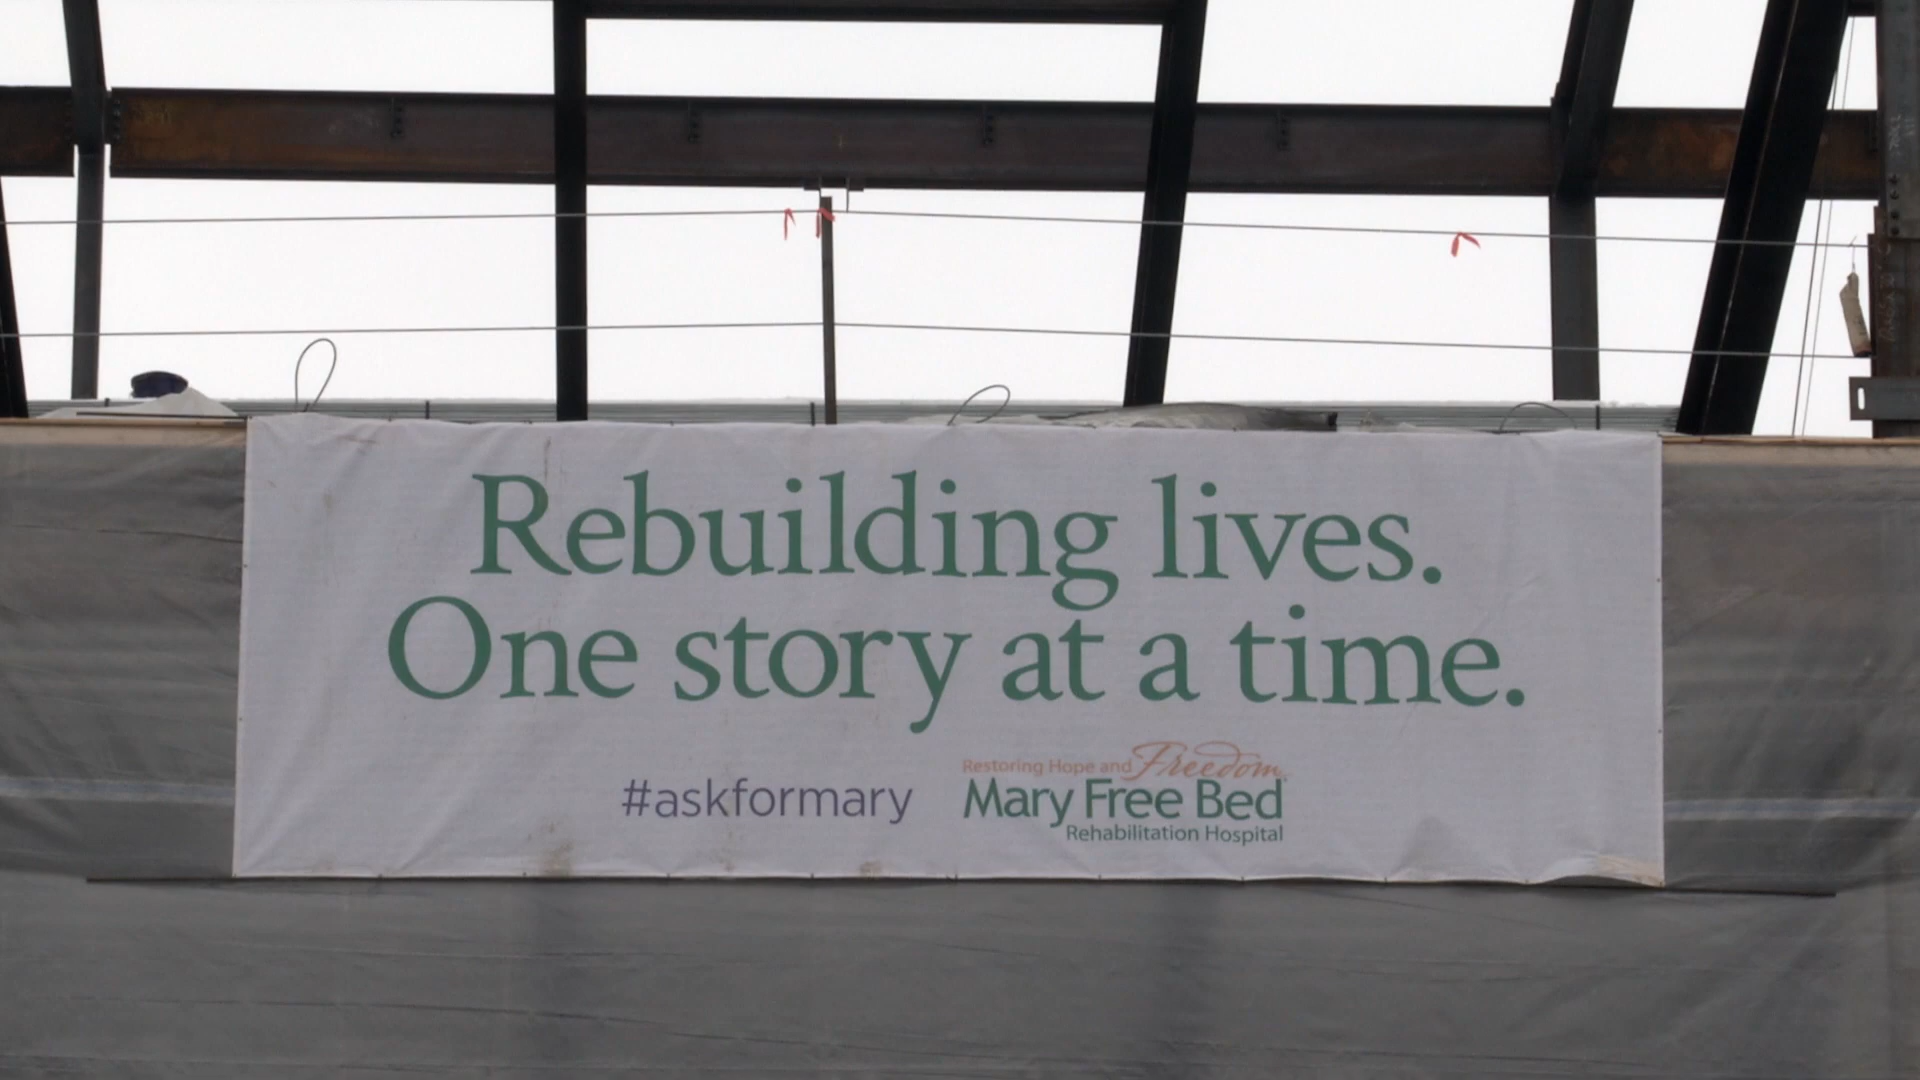 Rebuilding lives.
One story at a time.
#askformary
Restoring Hope and Freedom
Mary Free Bed
Rehabilitation Hospital